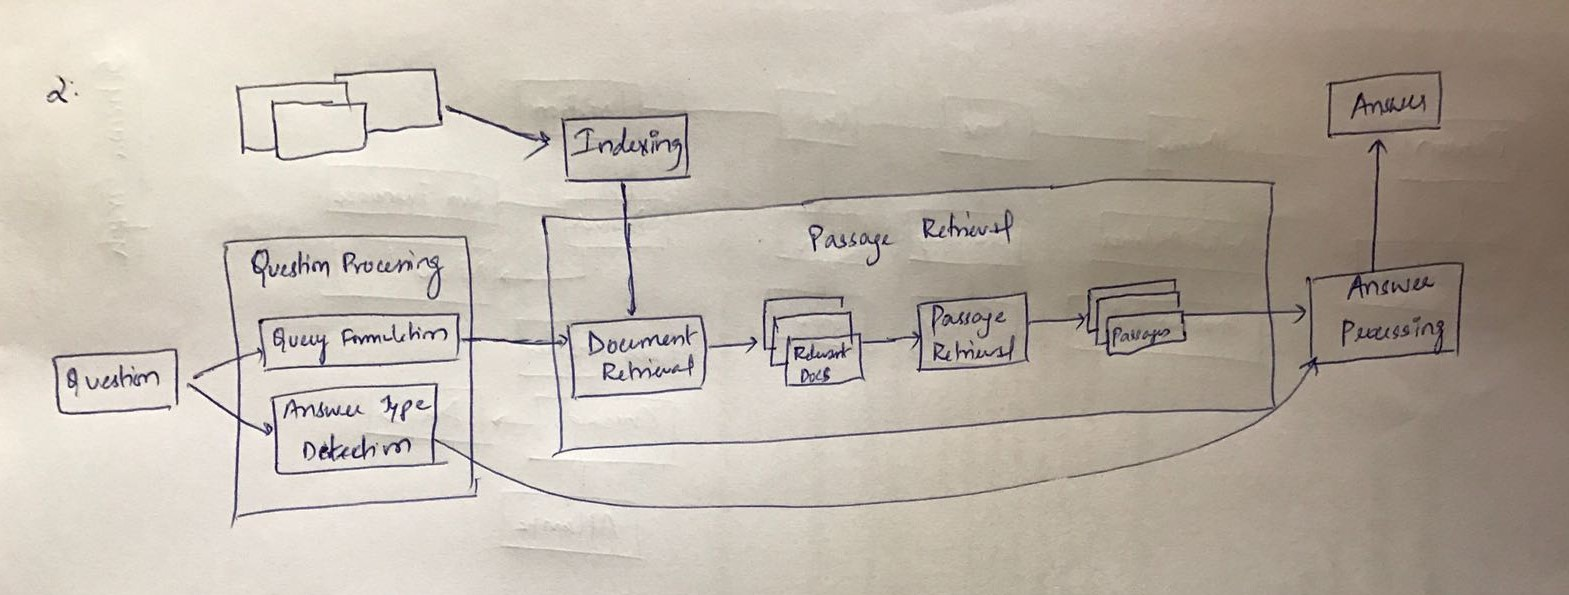 2.
Answer
Indexing
Passage Retrieval
Question Processing
Answer
Processing
Query Formulation
Document
Retrieval
Relevant
Docs
Passage
Retrieval
Passages
Question
Answer Type
Detection